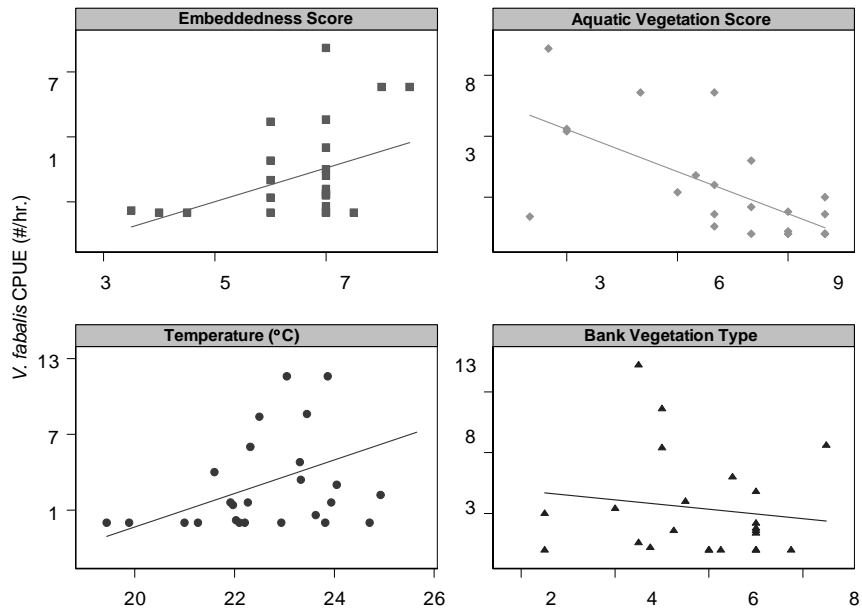 Embeddedness Score
Aquatic Vegetation Score
7
1
8
3
3 5 7
3 6 9
V. fabalis CPUE (#/hr.)
Temperature (°C)
Bank Vegetation Type
13
7
1
13
8
3
20 22 24 26
2 4 6 8